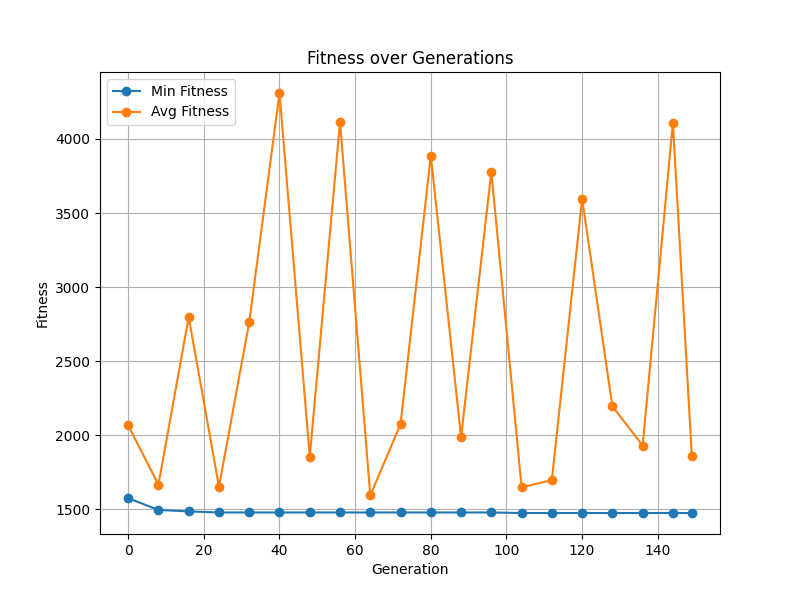 Fitness over Generations
Min Fitness
Avg Fitness
4000
3500
3000
2500
2000
1500
Fitness
0 20 40 60 80 100 120 140
Generation